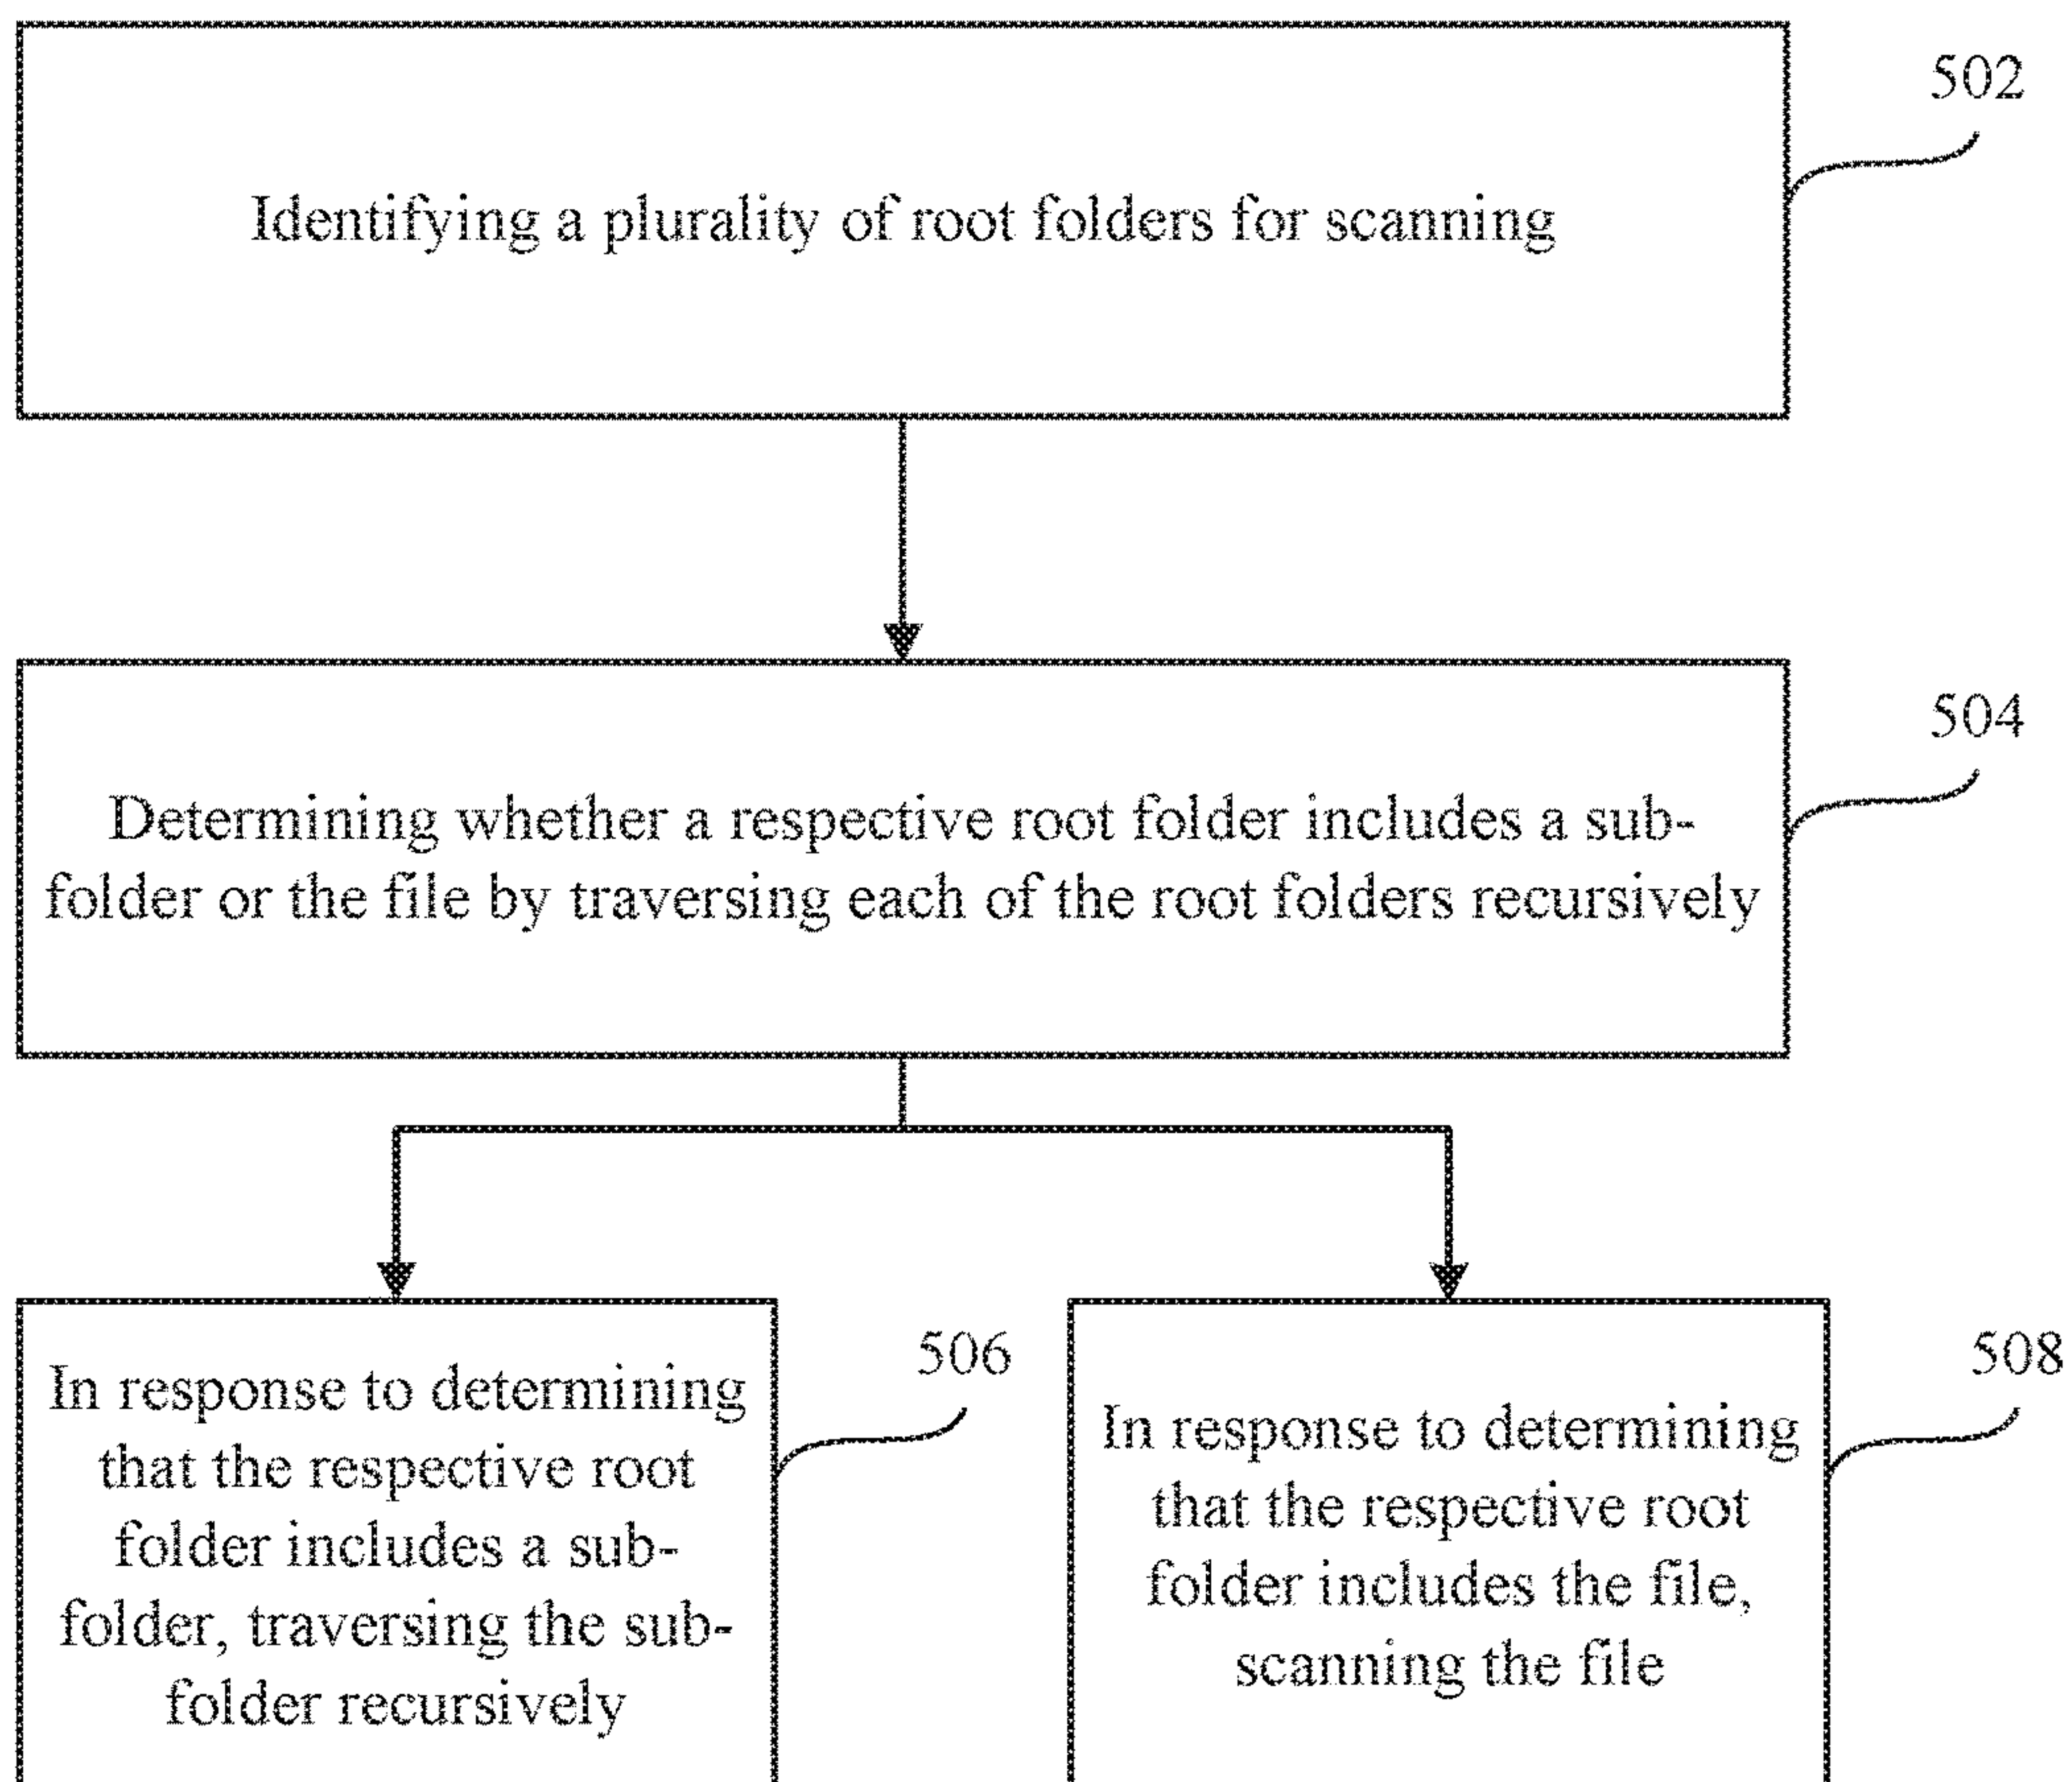 502
Identifying a plurality of root folders for scanning
504
Determining whether a respective root folder includes a sub-
folder or the file by traversing each of the root folders recursively
506
In response to determining
that the respective root
folder includes a sub-
folder, traversing the sub-
folder recursively
508
In response to determining
that the respective root
folder includes the file,
scanning the file